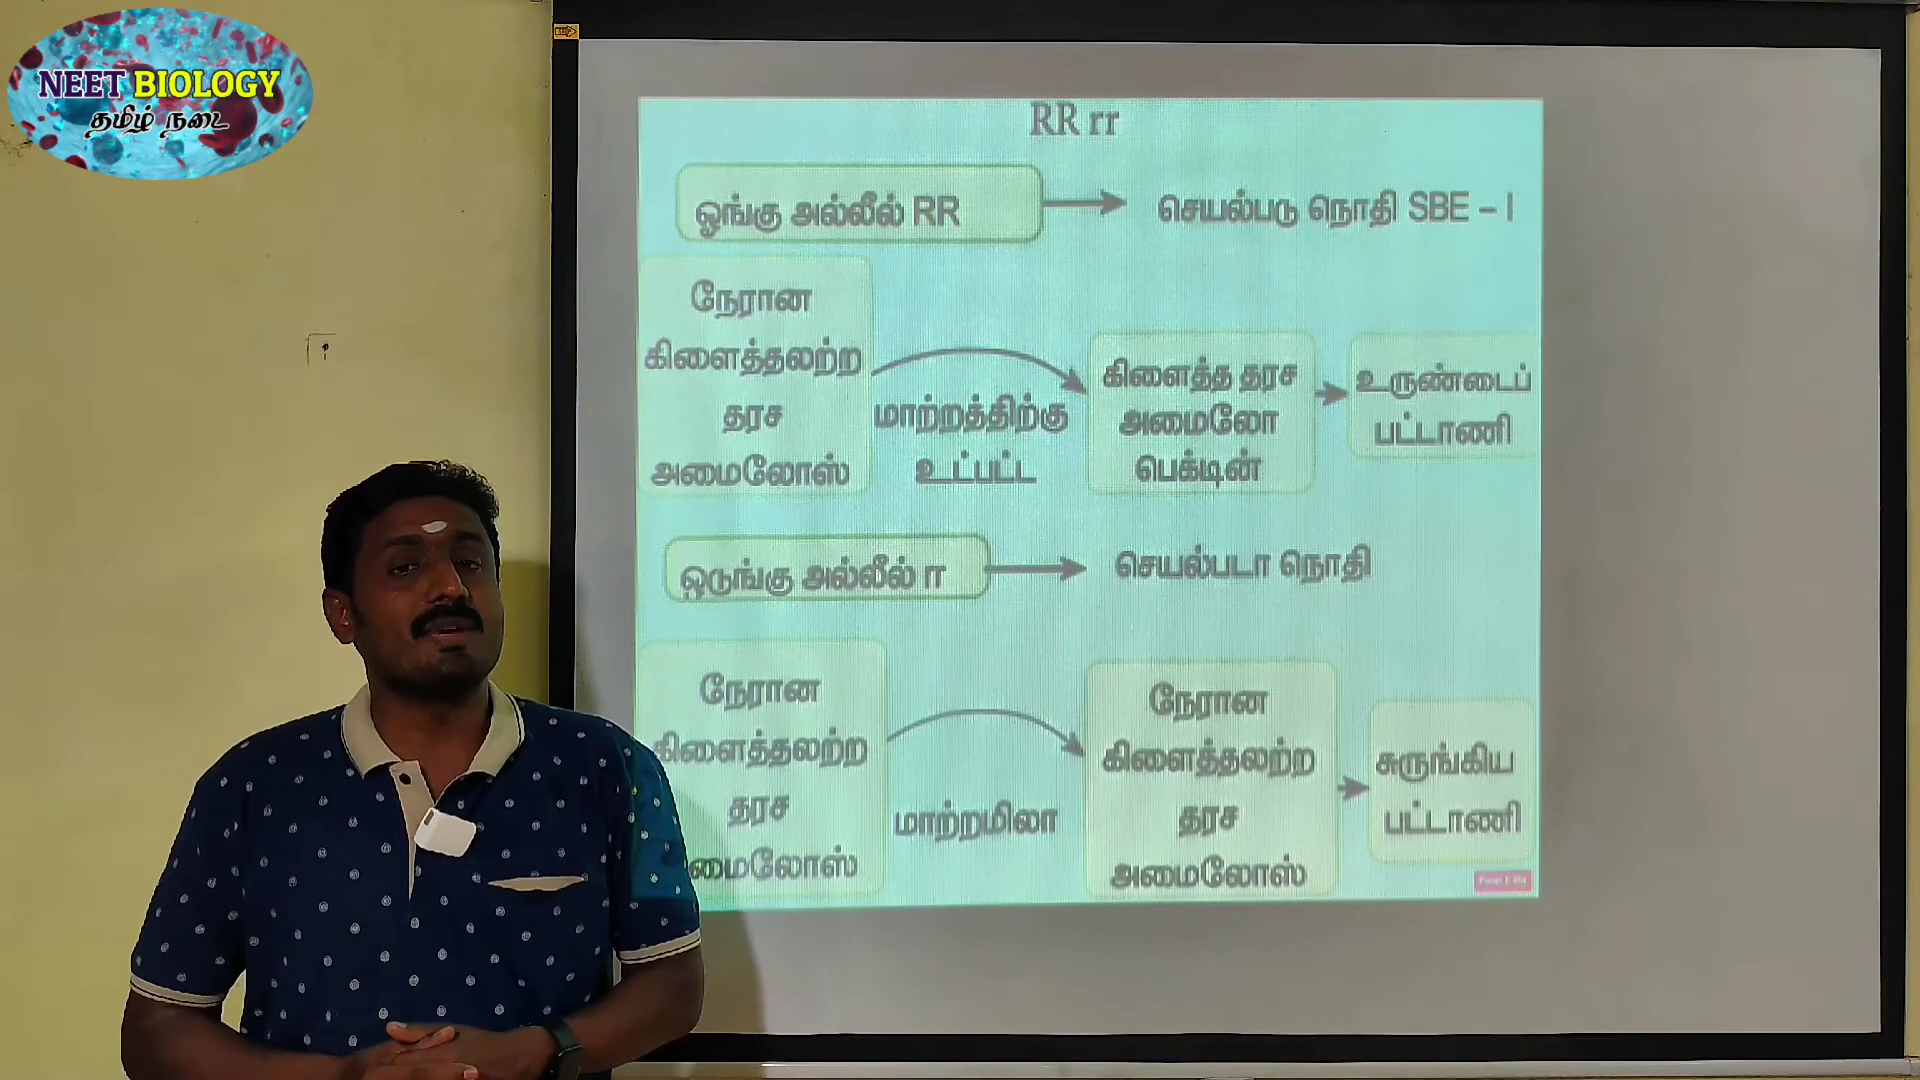 NEET BIOLOGY
தமிழ் நடை
RR rr
ஓங்கு அல்லீல் RR
செயல்படு நொதி SBE – I
நேரான
கிளைத்தலற்ற
தரச
அமைலோஸ்
மாற்றத்திற்கு
உட்பட்ட
கிளைத்த தரச
அமைலோ
பெக்டின்
உருண்டைப்
பட்டாணி
ஒடுங்கு அல்லீல் rr
செயல்படா நொதி
நேரான
கிளைத்தலற்ற
தரச
மைலோஸ்
மாற்றமிலா
நேரான
கிளைத்தலற்ற
தரச
அமைலோஸ்
சுருங்கிய
பட்டாணி